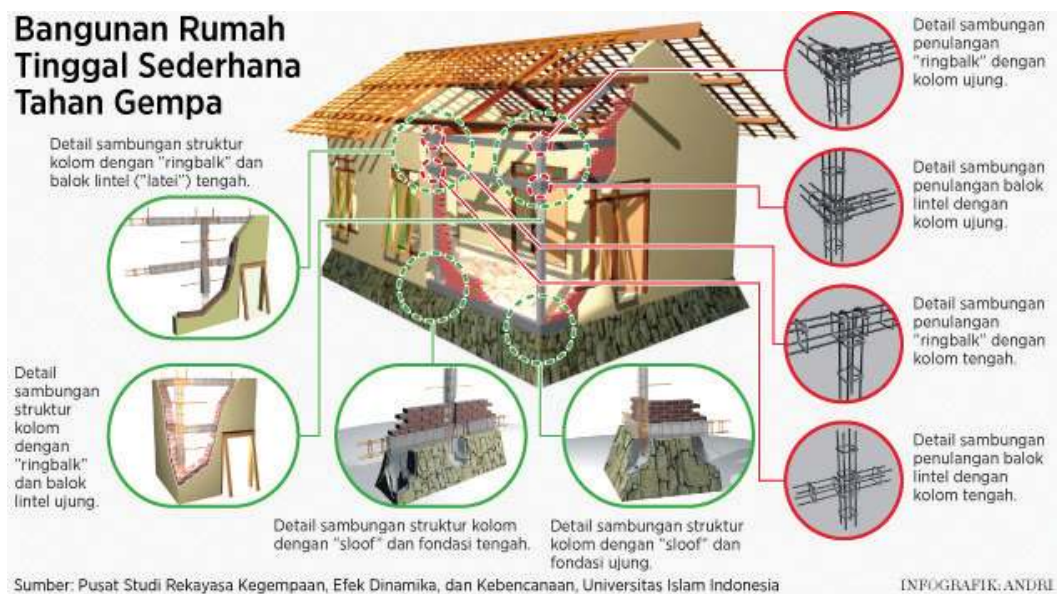 Bangunan Rumah
Tinggal Sederhana
Tahan Gempa
Detail sambungan struktur
kolom dengan "ringbalk" dan
balok lintel ("latei") tengah.
Detail
sambungan
struktur
kolom
dengan
"ringbalk"
dan balok
lintel ujung.
Detail sambungan struktur kolom
dengan "sloof" dan fondasi tengah.
Detail sambungan struktur
kolom dengan "sloof" dan
fondasi ujung.
Detail sambungan
penulangan
"ringbalk" dengan
kolom ujung.
Detail sambungan
penulangan balok
lintel dengan
kolom ujung.
Detail sambungan
penulangan
"ringbalk" dengan
kolom tengah.
Detail sambungan
penulangan balok
lintel dengan
kolom tengah.
Sumber: Pusat Studi Rekayasa Kegempaan, Efek Dinamika, dan Kebencanaan, Universitas Islam Indonesia
INFOGRAFIK: ANDRI